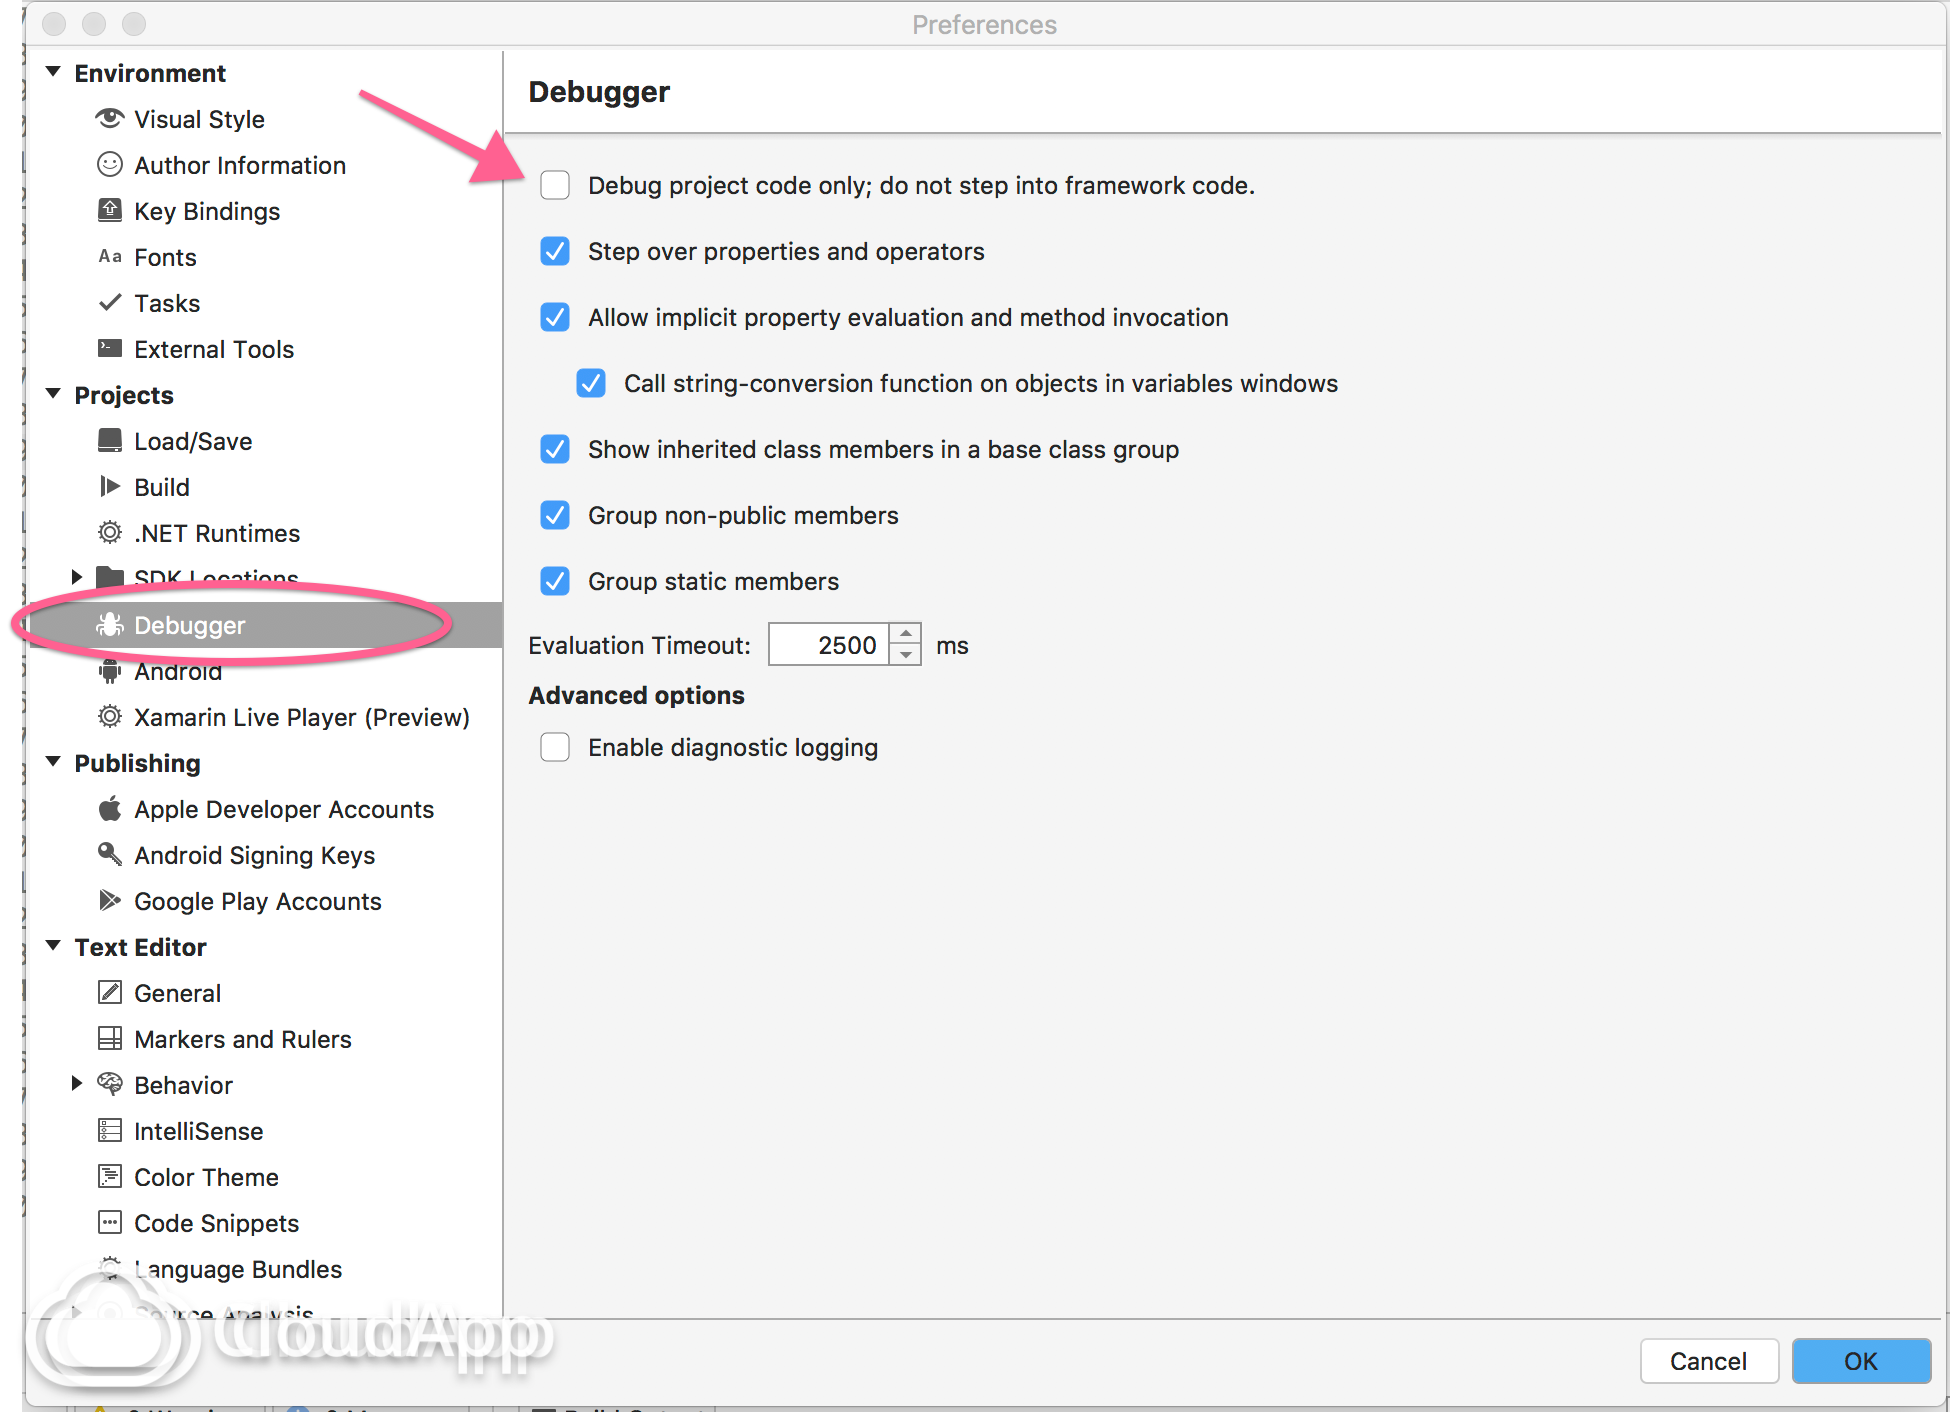 Preferences
Environment
Visual Style
Author Information
Key Bindings
Aa Fonts
Tasks
External Tools
Projects
Load/Save
Build
.NET Runtimes
SDK Locations
Debugger
Android
Xamarin Live Player (Preview)
Publishing
Apple Developer Accounts
Android Signing Keys
Google Play Accounts
Text Editor
General
Markers and Rulers
Behavior
IntelliSense
Color Theme
Code Snippets
Language Bundles
Source Analysis
Debugger
Debug project code only; do not step into framework code.
Step over properties and operators
Allow implicit property evaluation and method invocation
Call string-conversion function on objects in variables windows
Show inherited class members in a base class group
Group non-public members
Group static members
Evaluation Timeout: 2500 ms
Advanced options
Enable diagnostic logging
CloudApp
Cancel OK